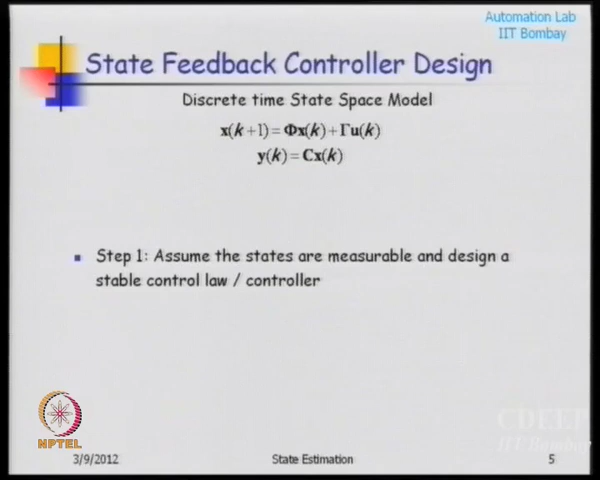 Automation Lab
IIT Bombay
State Feedback Controller Design
Discrete time State Space Model
x(k+1) = Φx(k) + Γu(k)
y(k) = Cx(k)
Step 1: Assume the states are measurable and design a
stable control law / controller
CDEEP
IIT Bombay
NPTEL
3/9/2012 State Estimation 5